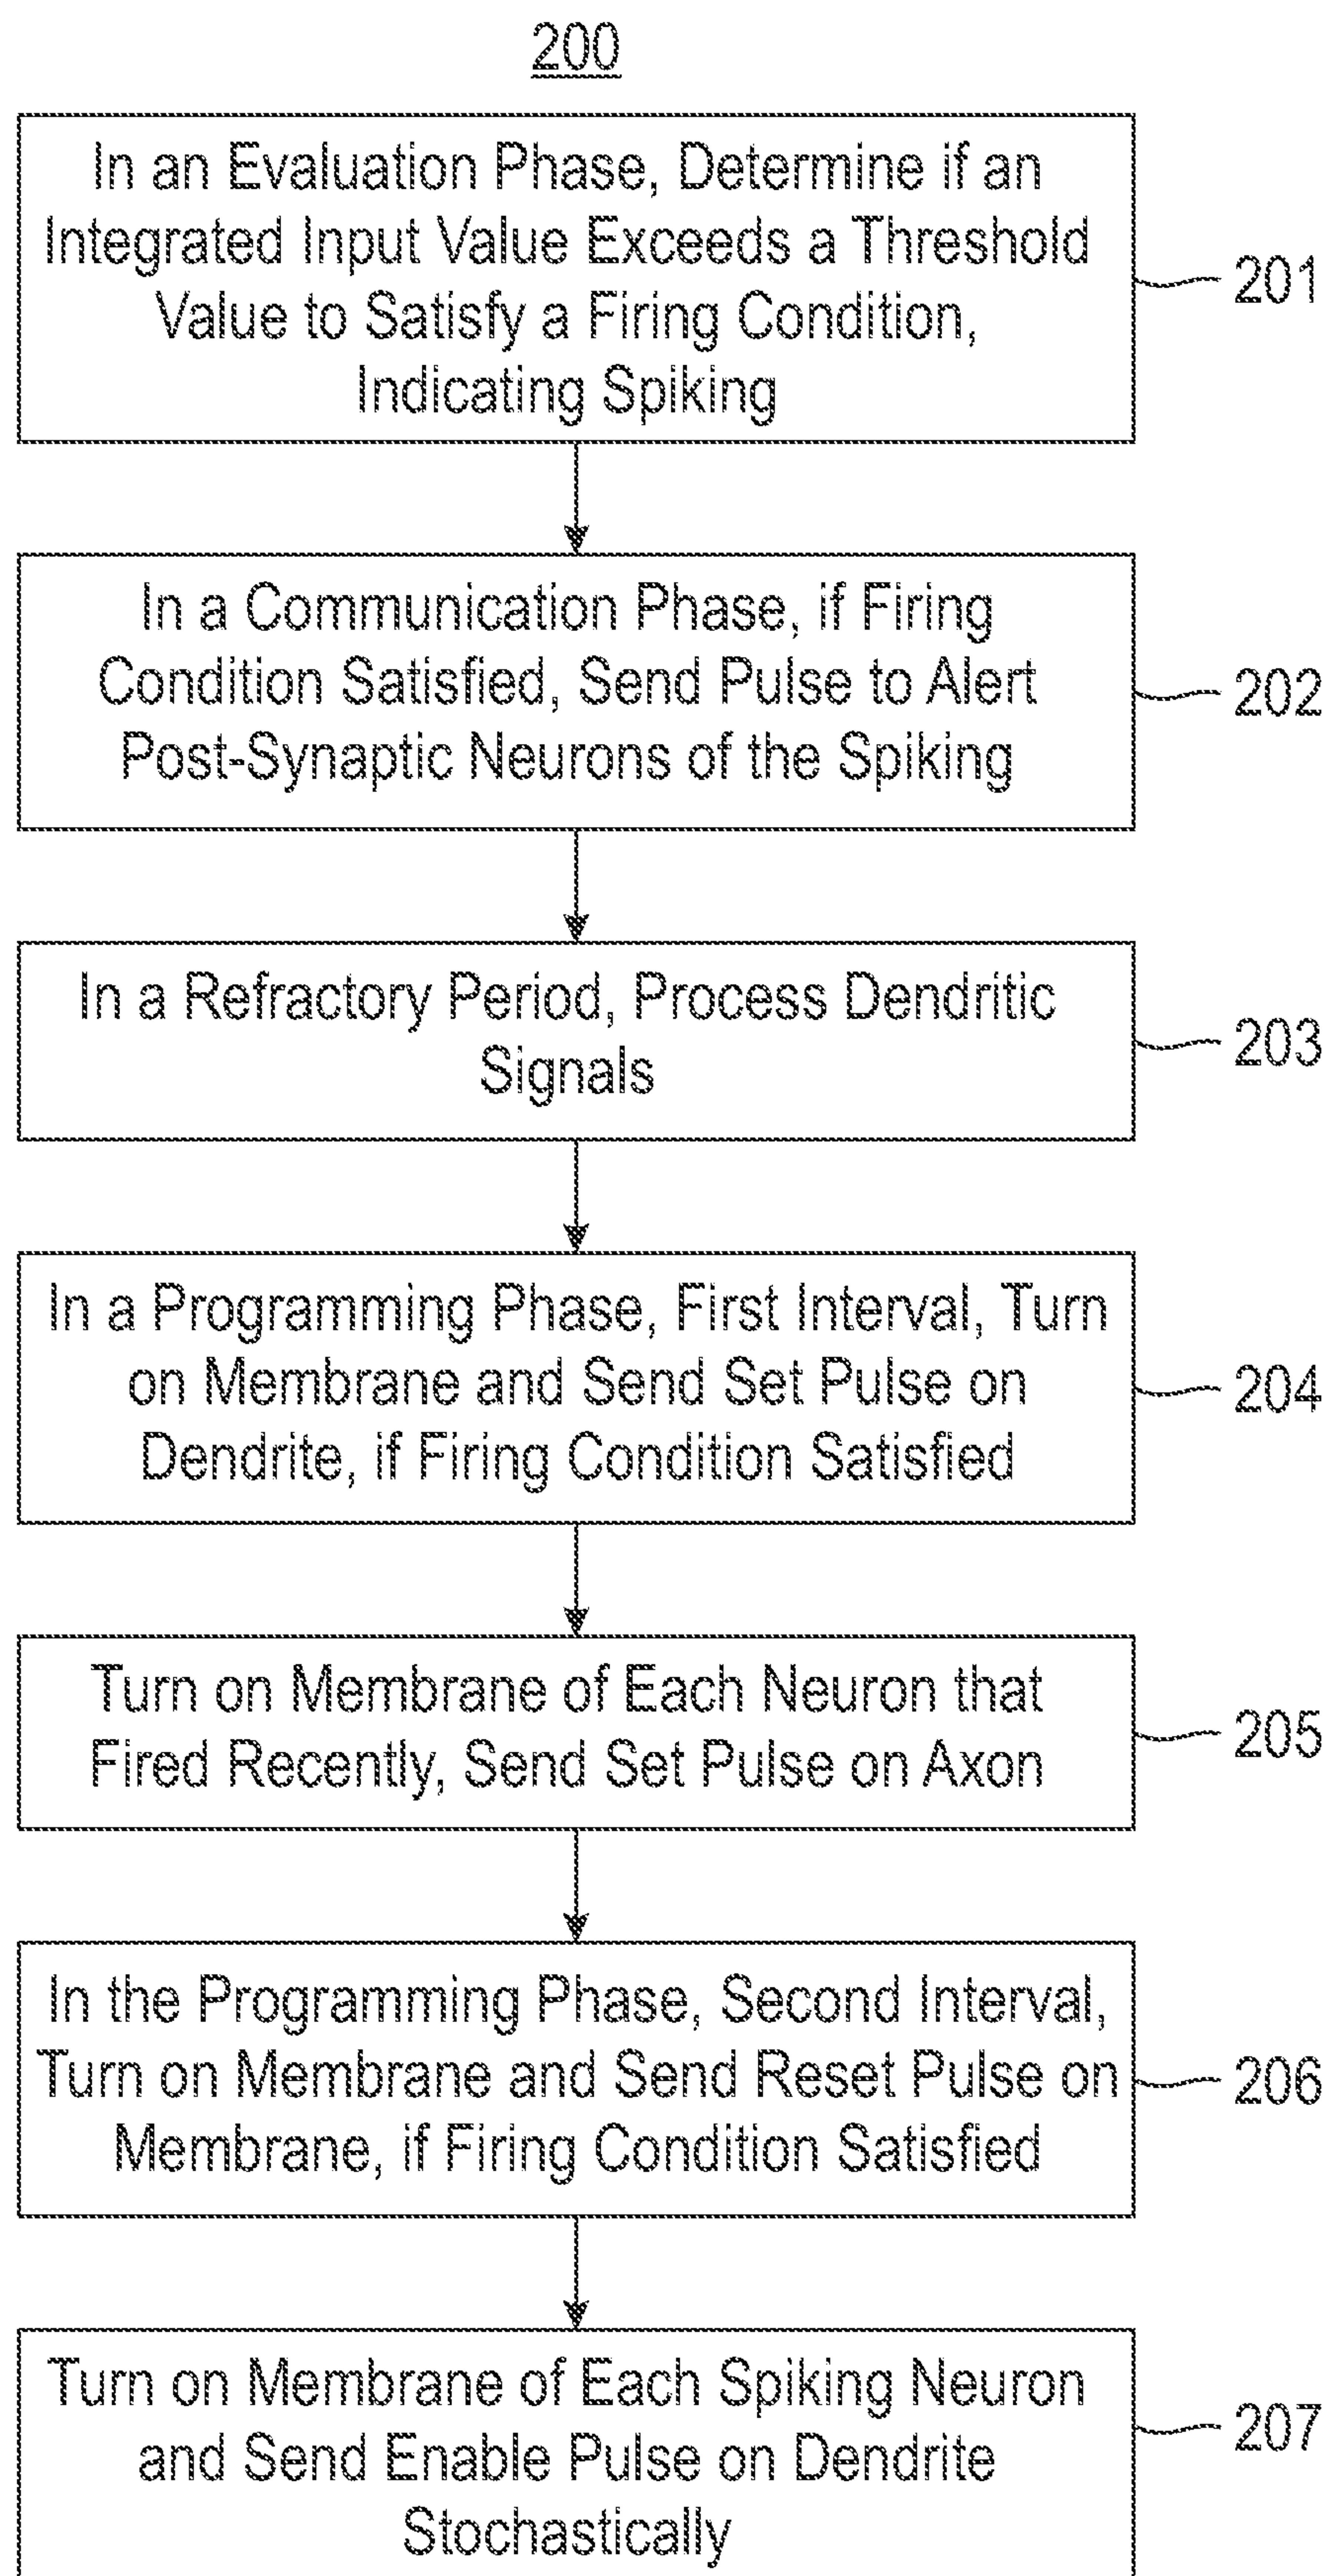 200
In an Evaluation Phase, Determine if an
Integrated Input Value Exceeds a Threshold
Value to Satisfy a Firing Condition,
Indicating Spiking
201
In a Communication Phase, if Firing
Condition Satisfied, Send Pulse to Alert
Post-Synaptic Neurons of the Spiking
202
In a Refractory Period, Process Dendritic
Signals
203
In a Programming Phase, First Interval, Turn
on Membrane and Send Set Pulse on
Dendrite, if Firing Condition Satisfied
204
Turn on Membrane of Each Neuron that
Fired Recently, Send Set Pulse on Axon
205
In the Programming Phase, Second Interval,
Turn on Membrane and Send Reset Pulse on
Membrane, if Firing Condition Satisfied
206
Turn on Membrane of Each Spiking Neuron
and Send Enable Pulse on Dendrite
Stochastically
207